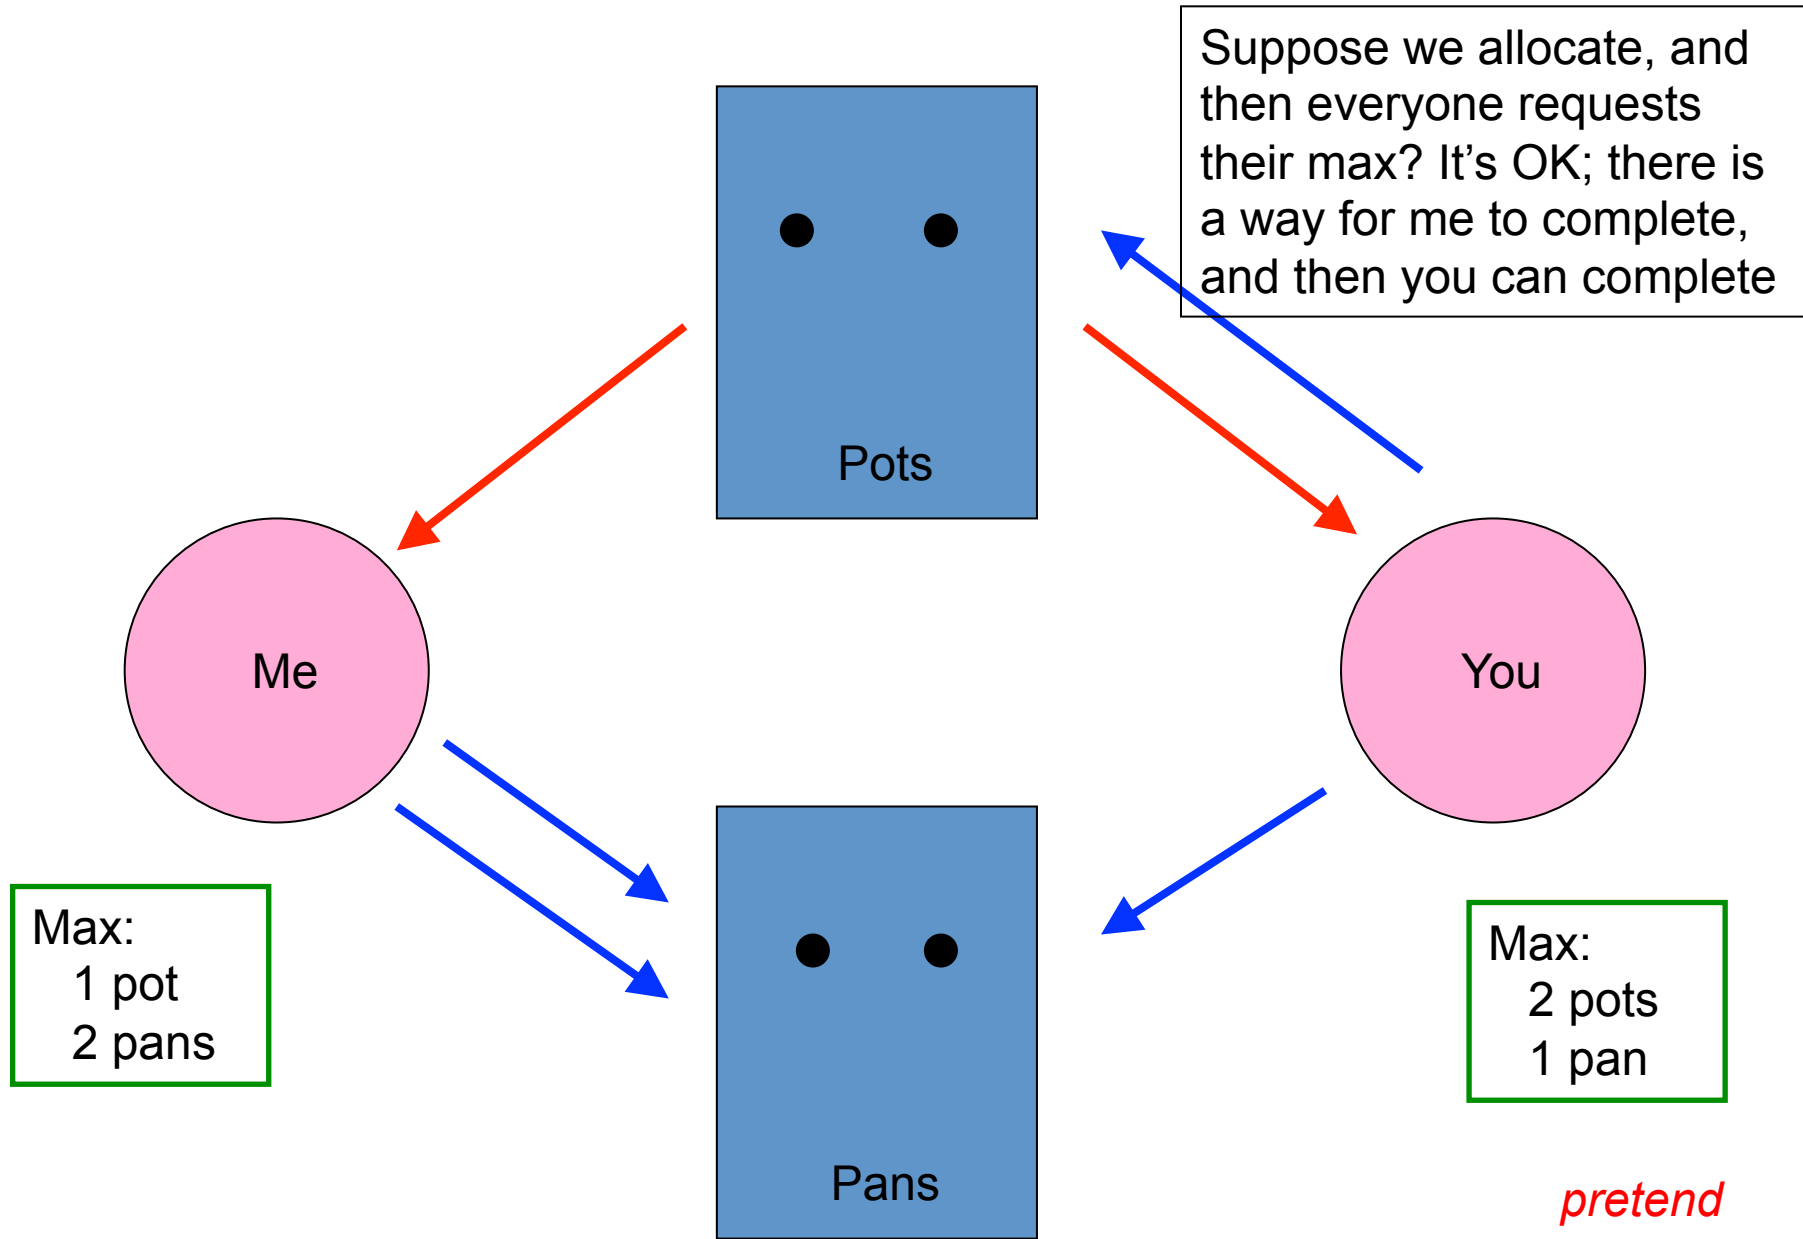 Suppose we allocate, and
then everyone requests
their max? It’s OK; there is
a way for me to complete,
and then you can complete
Pots
Me
You
Max:
1 pot
2 pans
Max:
2 pots
1 pan
Pans
pretend